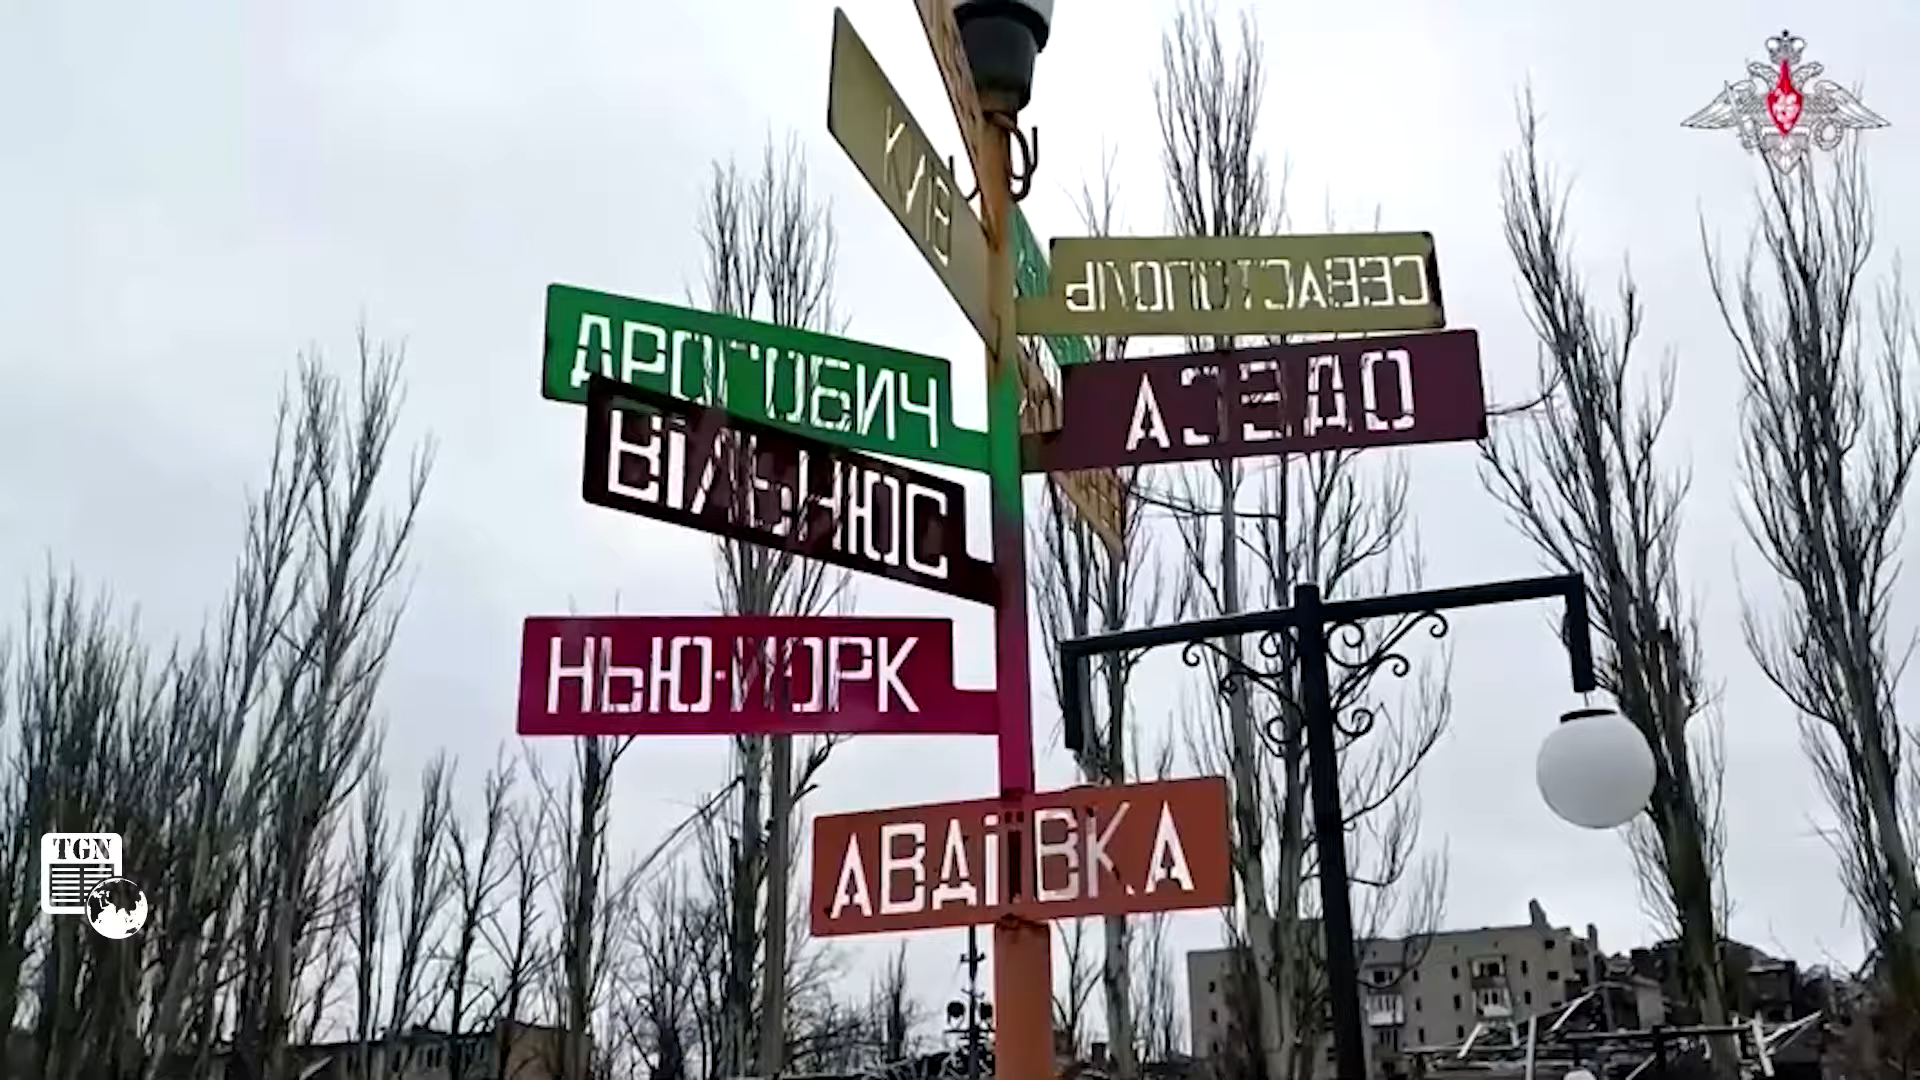 КИЇВ
СЕВАСТОПОЛЬ
ДРОГОБИЧ
ОДЕСА
ВІЛЬНЮС
НЬЮ-ЙОРК
АВДІЇВКА
TGN